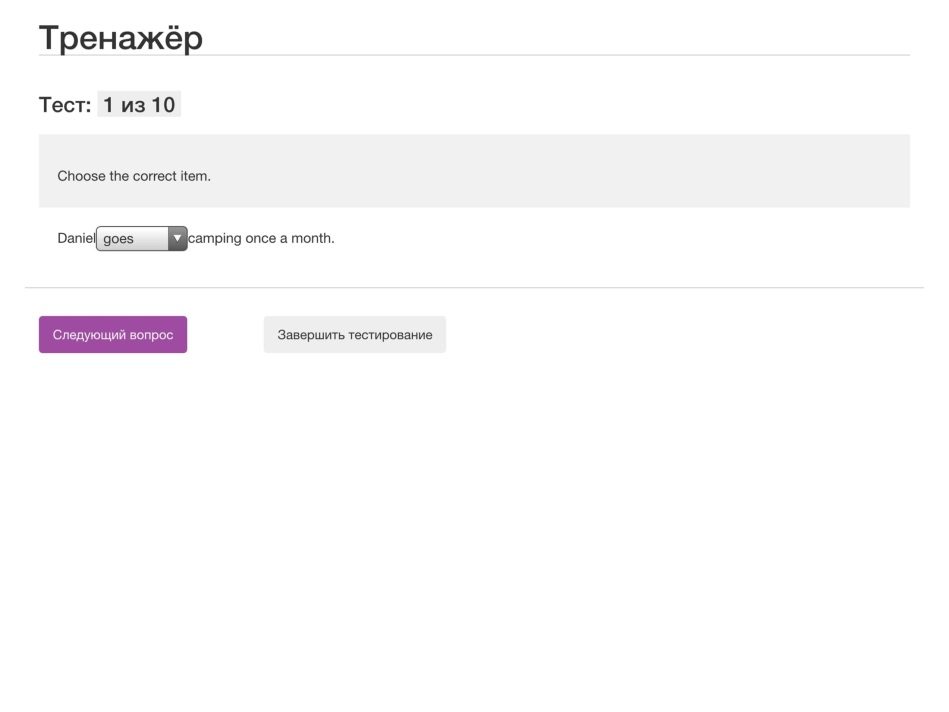 Тренажёр
Тест: 1 из 10
Choose the correct item.
Daniel goes camping once a month.
Следующий вопрос Завершить тестирование